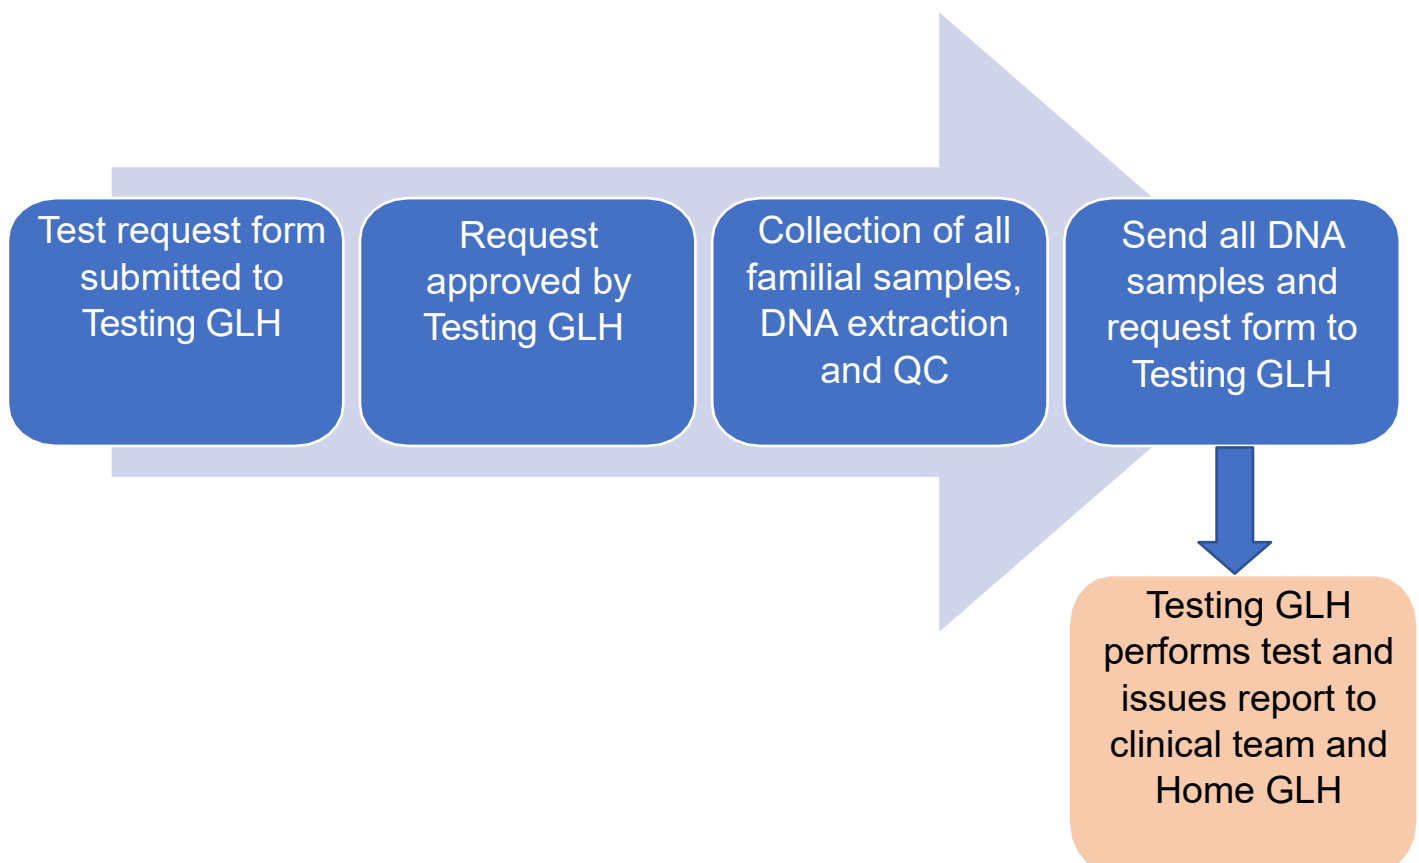 Test request form
submitted to
Testing GLH
Request
approved by
Testing GLH
Collection of all
familial samples,
DNA extraction
and QC
Send all DNA
samples and
request form to
Testing GLH
Testing GLH
performs test and
issues report to
clinical team and
Home GLH